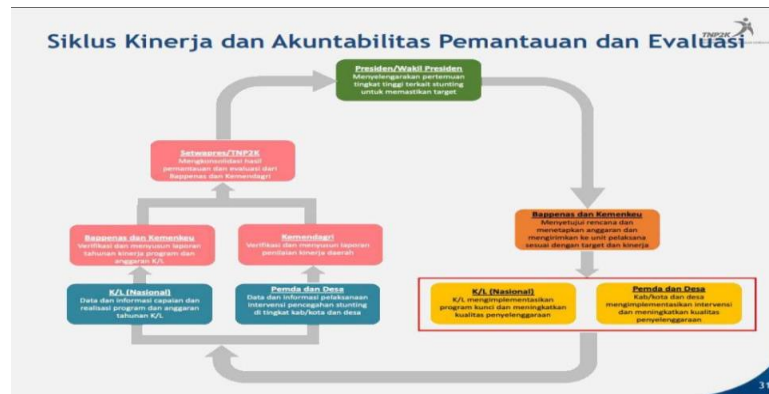 TNP2K
Siklus Kinerja dan Akuntabilitas Pemantauan dan Evaluasi
Presiden/Wakil Presiden
Menyelengarakan pertemuan
tingkat tinggi terkait stunting
untuk memastikan target
Setwapres/TNP2K
Mengkonsolidasi hasil
pemantauan dan evaluasi dari
Bappenas dan Kemendagri
Bappenas dan Kemenkeu
Verifikasi dan menyusun laporan
tahunan kinerja program dan
anggaran K/L
Kemendagri
Verifikasi dan menyusun laporan
penilaian kinerja daerah
Bappenas dan Kemenkeu
Menyetujui rencana dan
menetapkan anggaran dan
mengirimkan ke unit pelaksana
sesuai dengan target dan kinerja
K/L (Nasional)
Data dan informasi capaian dan
realisasi program dan anggaran
tahunan K/L
Pemda dan Desa
Data dan informasi pelaksanaan
intervensi pencegahan stunting
di tingkat kab/kota dan desa
K/L (Nasional)
K/L mengimplementasikan
program kunci dan meningkatkan
kualitas penyelenggaraan
Pemda dan Desa
Kab/kota dan desa
mengimplementasikan intervensi
dan meningkatkan kualitas
penyelenggaraan
31